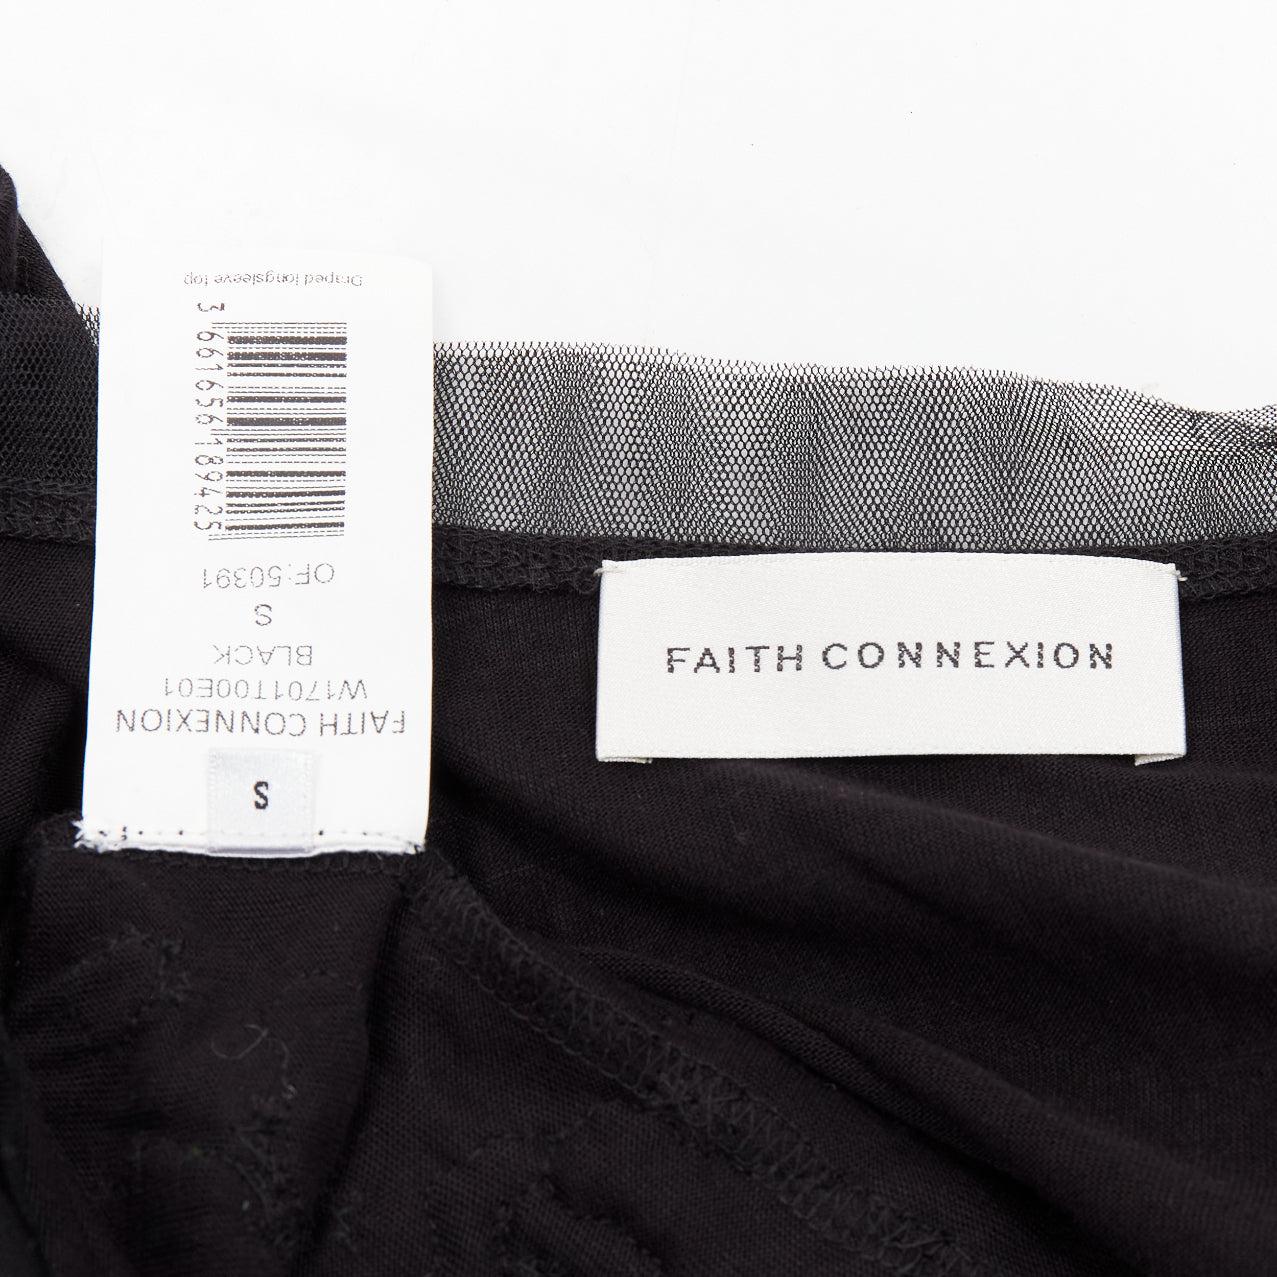 FAITH CONNEXION
W1701T00E01
BLACK
S
OF:50391
3 661656 189425
Draped longsleeve top
S
FAITH CONNEXION